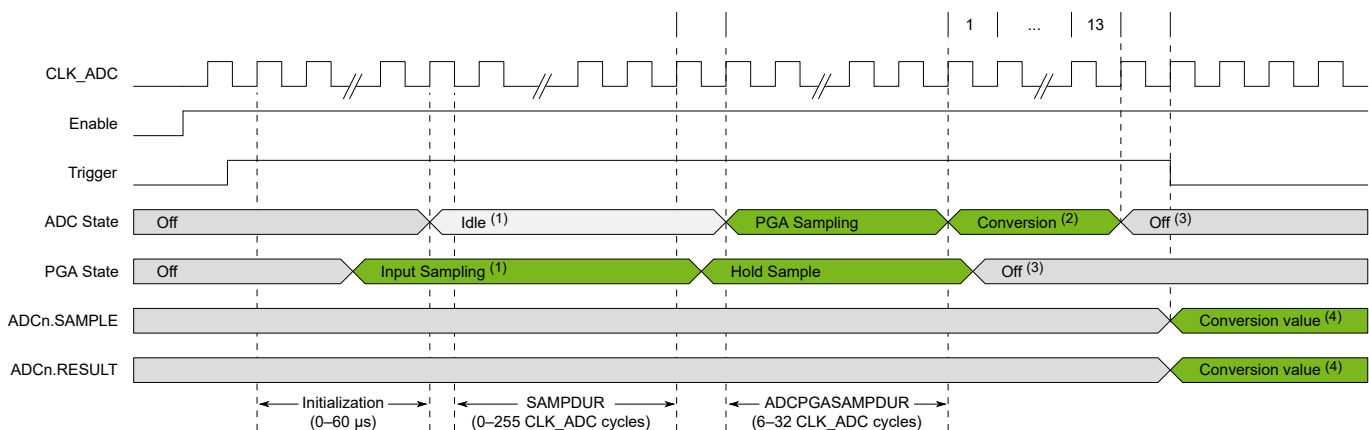 1 ... 13
CLK_ADC
Enable
Trigger
ADC State Off Idle (1) PGA Sampling Conversion (2) Off (3)
PGA State Off Input Sampling (1) Hold Sample Off (3)
ADCn.SAMPLE Conversion value (4)
ADCn.RESULT Conversion value (4)
Initialization SAMPDUR ADCPGASAMPDUR
(0–60 µs) (0–255 CLK_ADC cycles) (6–32 CLK_ADC cycles)